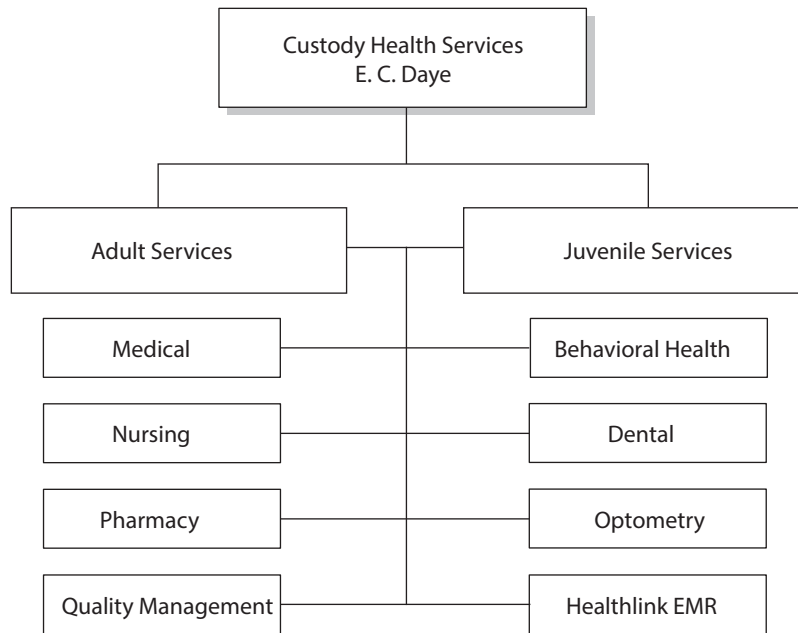 Custody Health Services
E. C. Daye
Adult Services
Juvenile Services
Medical
Behavioral Health
Nursing
Dental
Pharmacy
Optometry
Quality Management
Healthlink EMR